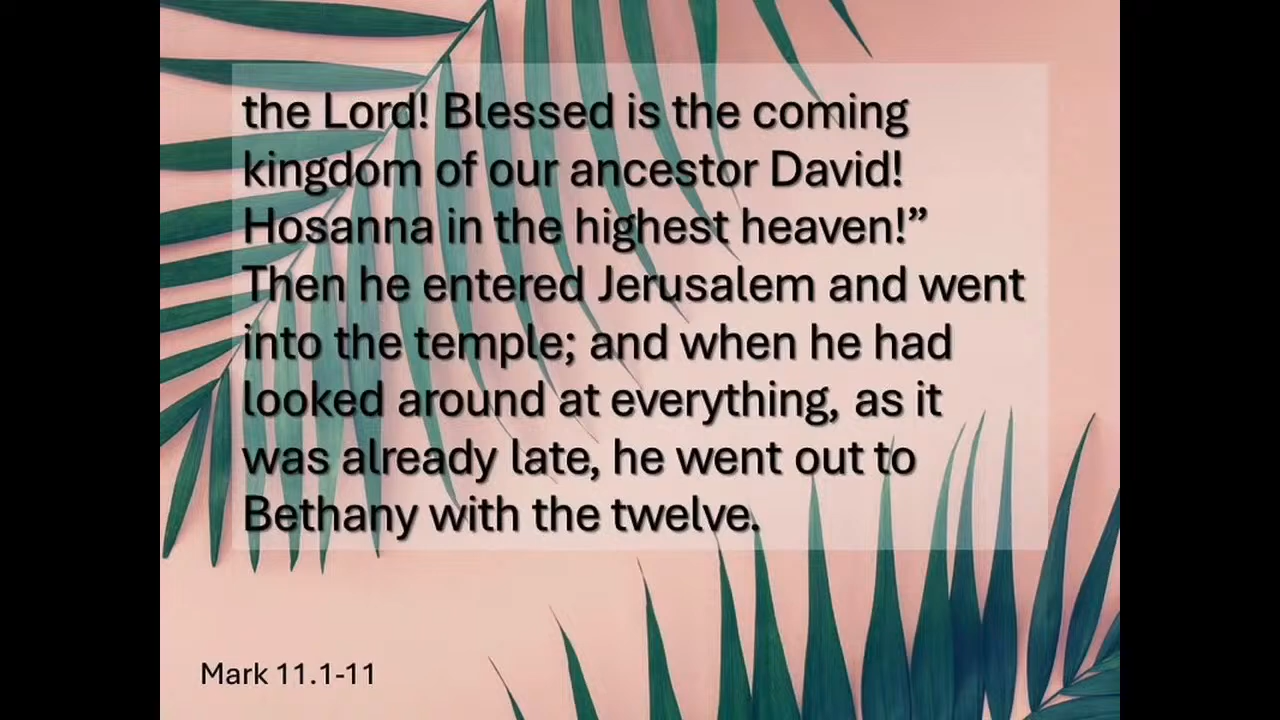 the Lord! Blessed is the coming
kingdom of our ancestor David!
Hosanna in the highest heaven!”
Then he entered Jerusalem and went
into the temple; and when he had
looked around at everything, as it
was already late, he went out to
Bethany with the twelve.
Mark 11.1-11